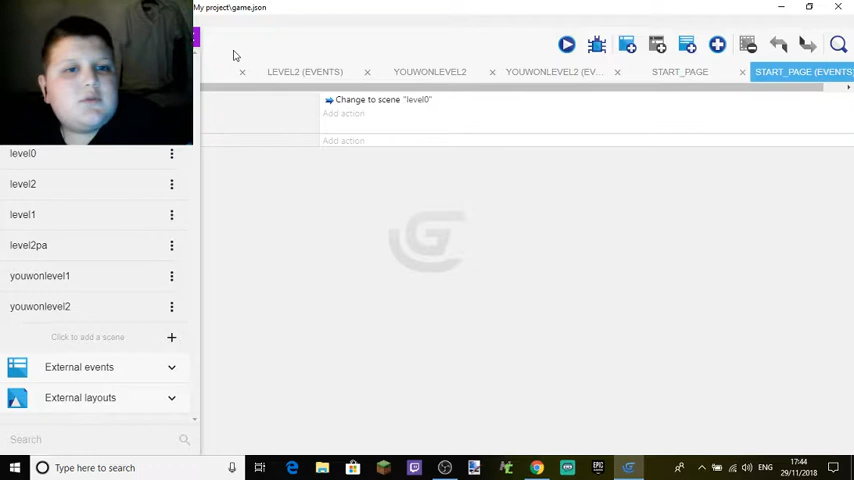 My project\game.json
LEVEL2 (EVENTS)
YOUWONLEVEL2
YOUWONLEVEL2 (EV...
START_PAGE
START_PAGE (EVENTS)
Change to scene "level0"
Add action
Add action
level0
level2
level1
level2pa
youwonlevel1
youwonlevel2
Click to add a scene
External events
External layouts
Search
Type here to search
EPIC
ENG
17:44
29/11/2018